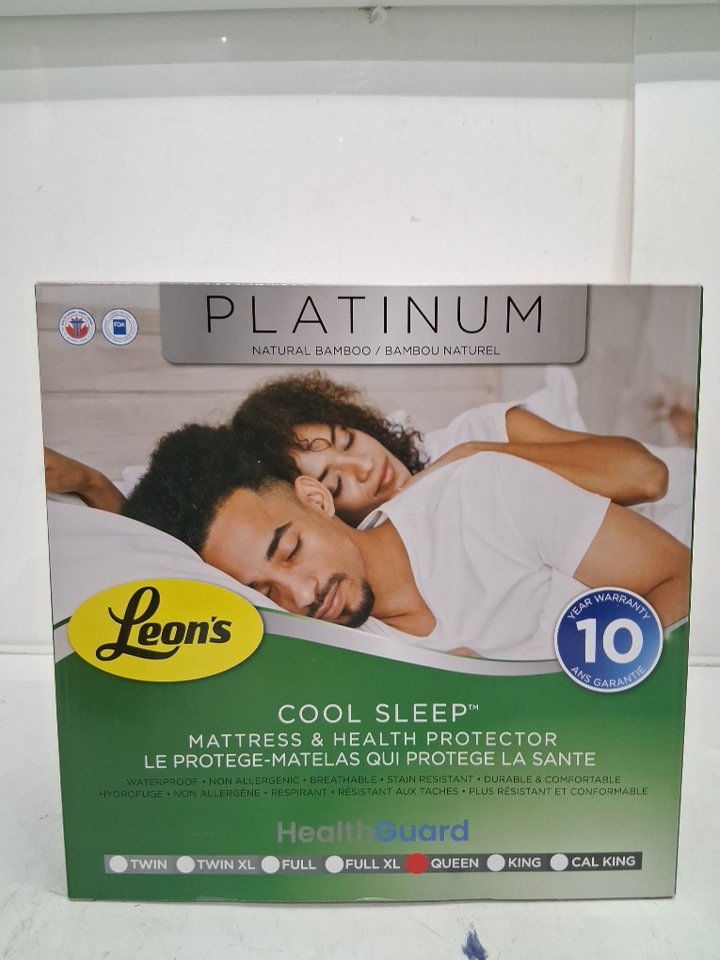 PLATINUM
NATURAL BAMBOO / BAMBOU NATUREL
FDA
Leon's
YEAR WARRANTY
10
ANS GARANTIE
COOL SLEEP™
MATTRESS & HEALTH PROTECTOR
LE PROTEGE-MATELAS QUI PROTEGE LA SANTE
WATERPROOF • NON ALLERGENIC • BREATHABLE • STAIN RESISTANT • DURABLE & COMFORTABLE
HYDROFUGE • NON ALLERGÈNE • RESPIRANT • RÉSISTANT AUX TACHES • PLUS RÉSISTANT ET CONFORMABLE
HealthGuard
TWIN TWIN XL FULL FULL XL QUEEN KING CAL KING